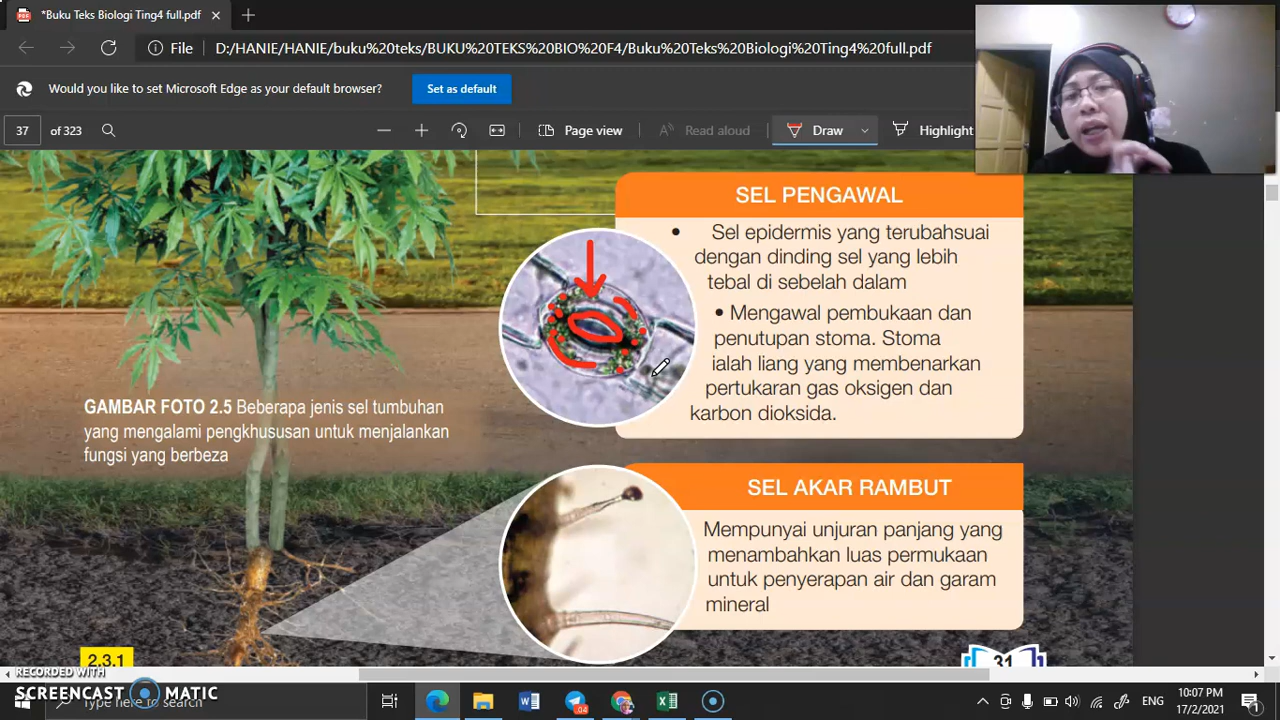 *Buku Teks Biologi Ting4 full.pdf
File
D:/HANIE/HANIE/buku%20teks/BUKU%20TEKS%20BIO%20F4/Buku%20Teks%20Biologi%20Ting4%20full.pdf
Would you like to set Microsoft Edge as your default browser?
Set as default
37
of 323
Page view
Read aloud
Draw
Highlight
SEL PENGAWAL
• Sel epidermis yang terubahsuai
dengan dinding sel yang lebih
tebal di sebelah dalam
• Mengawal pembukaan dan
penutupan stoma. Stoma
ialah liang yang membenarkan
pertukaran gas oksigen dan
karbon dioksida.
GAMBAR FOTO 2.5 Beberapa jenis sel tumbuhan
yang mengalami pengkhususan untuk menjalankan
fungsi yang berbeza
SEL AKAR RAMBUT
Mempunyai unjuran panjang yang
menambahkan luas permukaan
untuk penyerapan air dan garam
mineral
2.3.1
31
RECORDED WITH
SCREENCAST MATIC
Type here to search
04
ENG
10:07 PM
17/2/2021
1